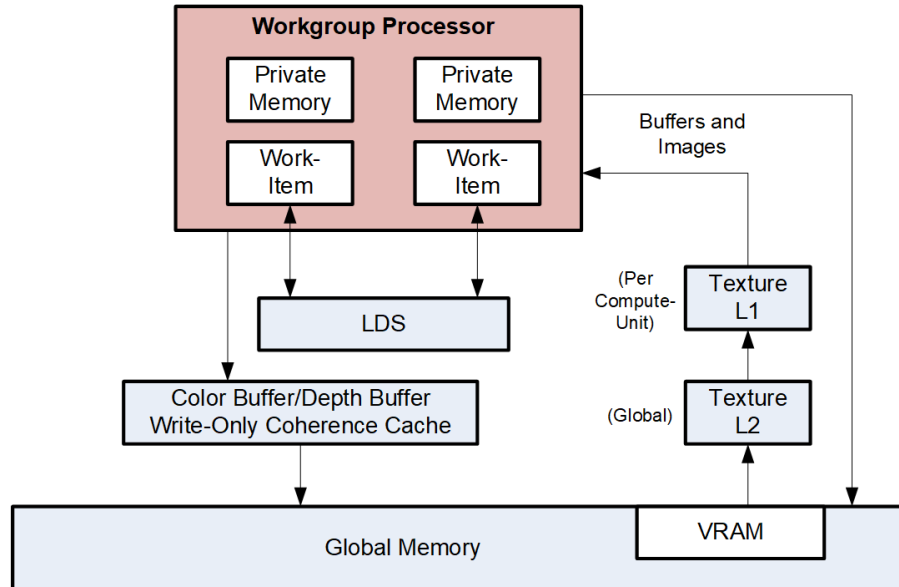 Workgroup Processor
Private
Memory
Private
Memory
Work-
Item
Work-
Item
Buffers and
Images
(Per
Compute-
Unit)
Texture
L1
LDS
Color Buffer/Depth Buffer
Write-Only Coherence Cache
(Global)
Texture
L2
VRAM
Global Memory